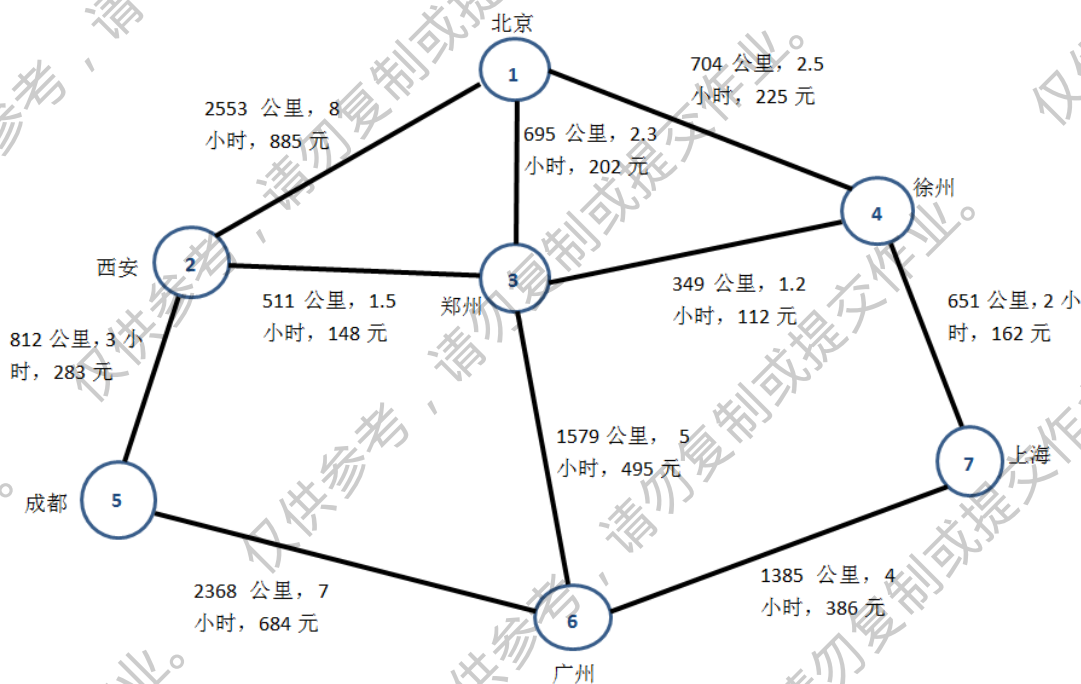 北京
1
704 公里，2.5
小时，225 元
2553 公里，8
小时，885 元
695 公里，2.3
小时，202 元
徐州
4
西安
2
3
郑州
511 公里，1.5
小时，148 元
349 公里，1.2
小时，112 元
651 公里，2 小
时，162 元
812 公里，3 小
时，283 元
1579 公里， 5
小时，495 元
7
上海
成都
5
2368 公里，7
小时，684 元
1385 公里，4
小时，386 元
6
广州
仅供参考，请勿复制或提交作业。